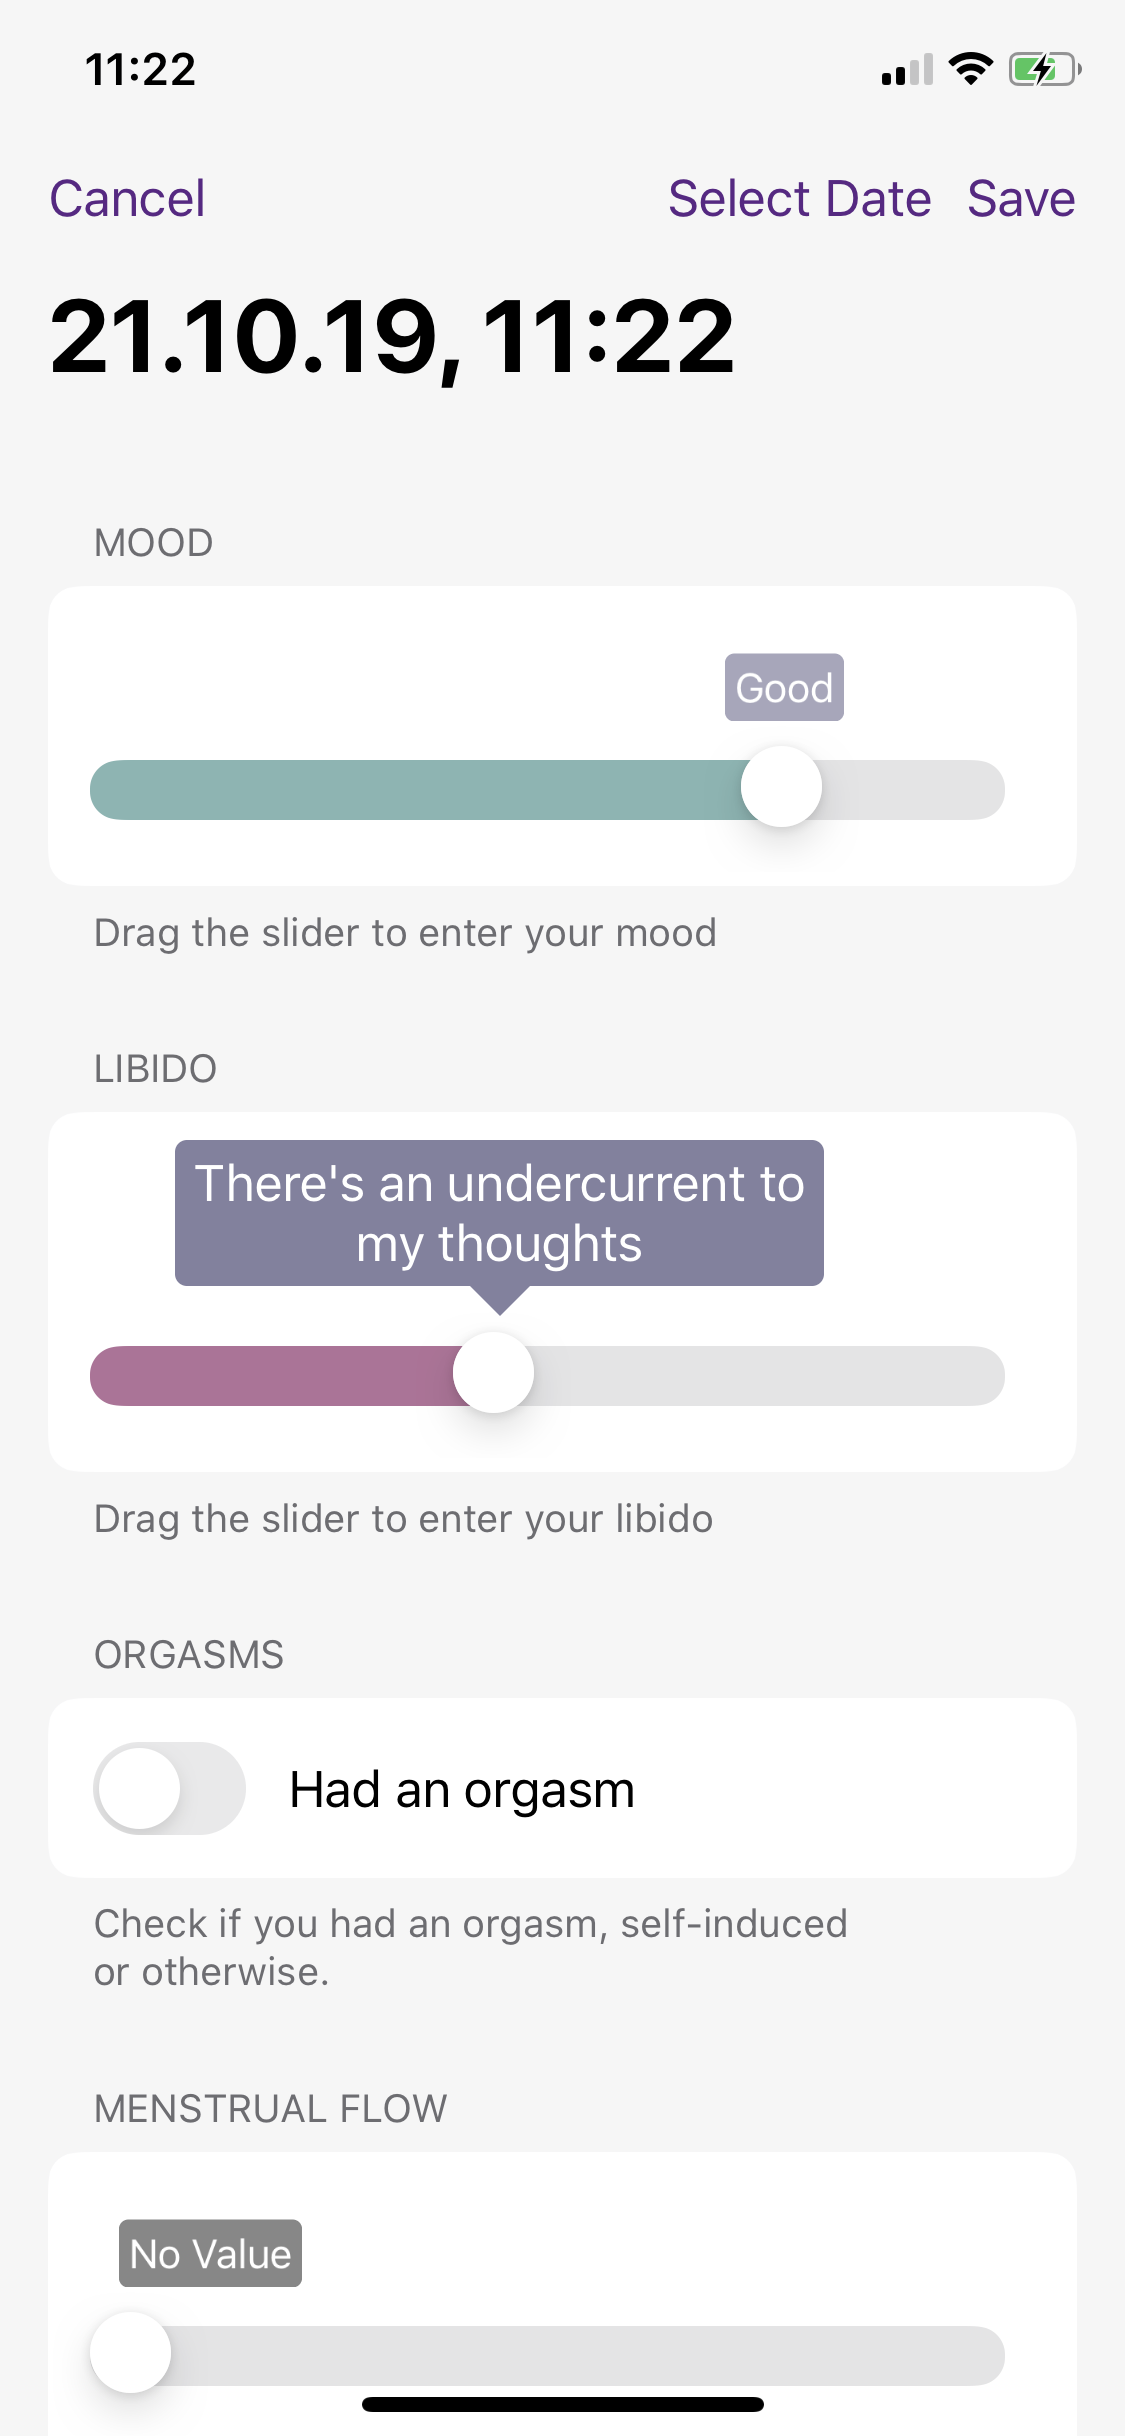 11:22
Cancel Select Date Save
21.10.19, 11:22
MOOD
Good
Drag the slider to enter your mood
LIBIDO
There's an undercurrent to
my thoughts
Drag the slider to enter your libido
ORGASMS
Had an orgasm
Check if you had an orgasm, self-induced
or otherwise.
MENSTRUAL FLOW
No Value